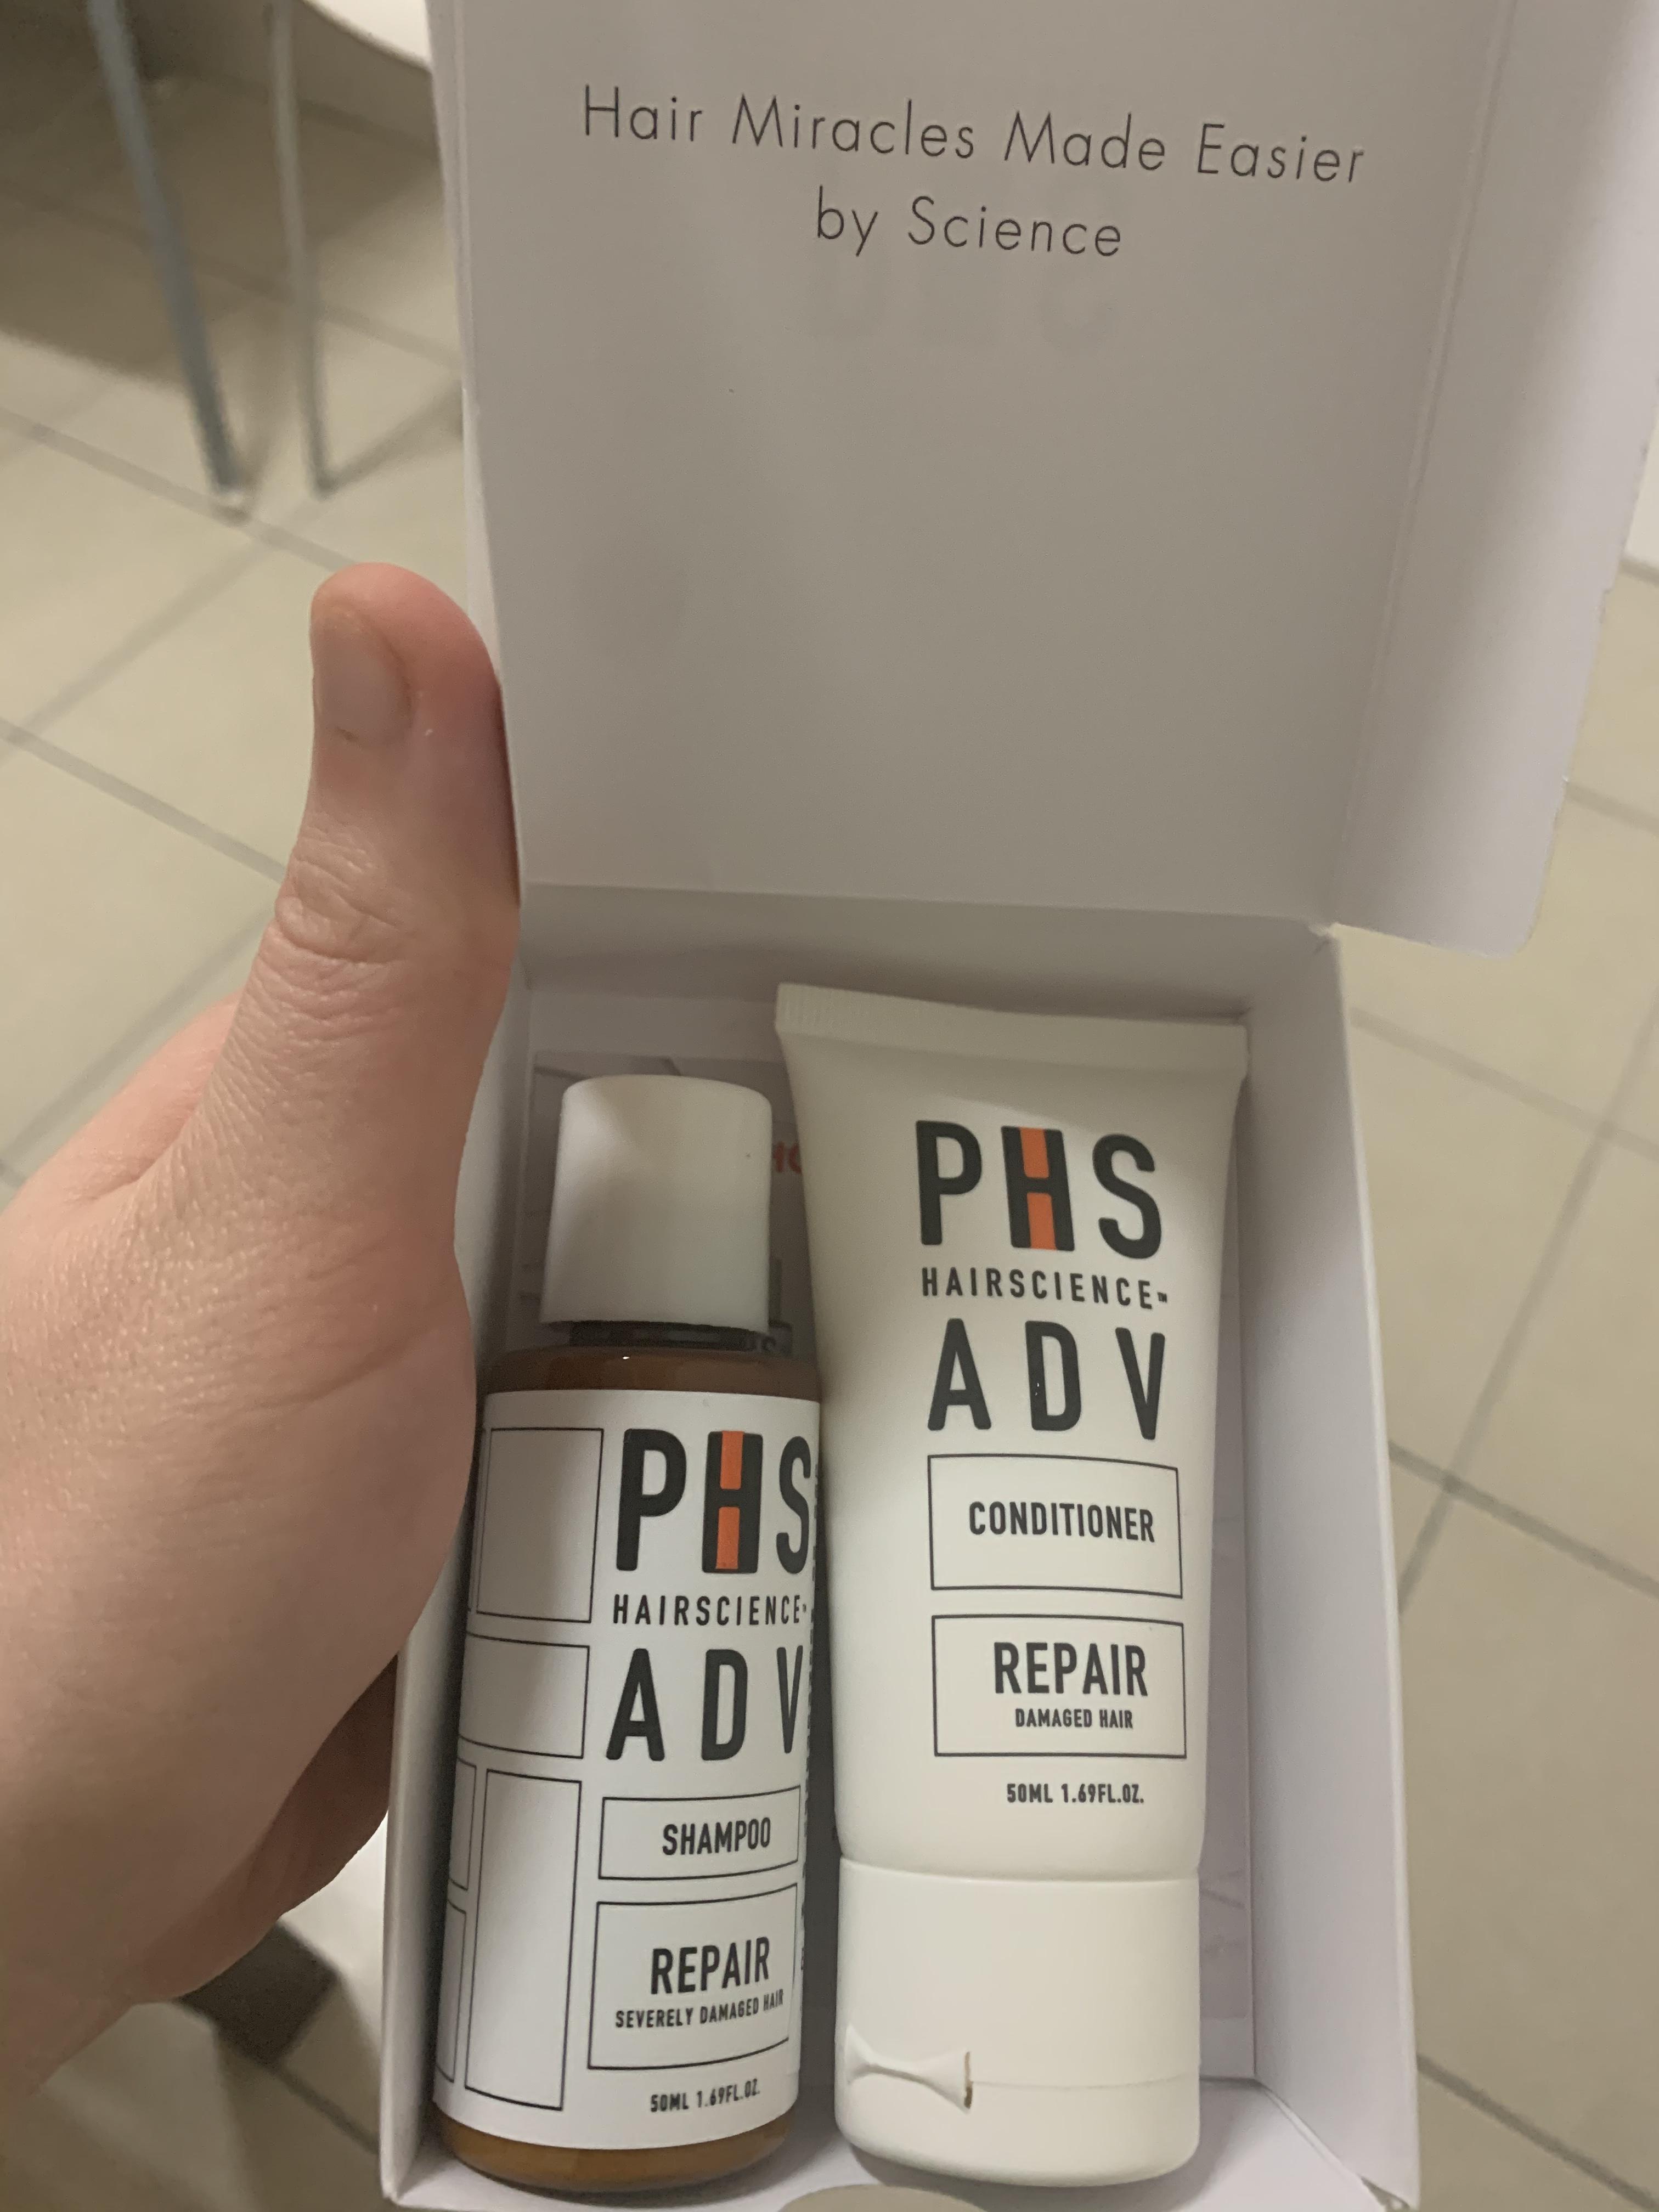 Hair Miracles Made Easier
by Science
PHS
HAIRSCIENCE
ADV
SHAMPOO
REPAIR
SEVERELY DAMAGED HAIR
50ML 1.69FL.OZ.
PHS
HAIRSCIENCE™
ADV
CONDITIONER
REPAIR
DAMAGED HAIR
50ML 1.69FL.OZ.